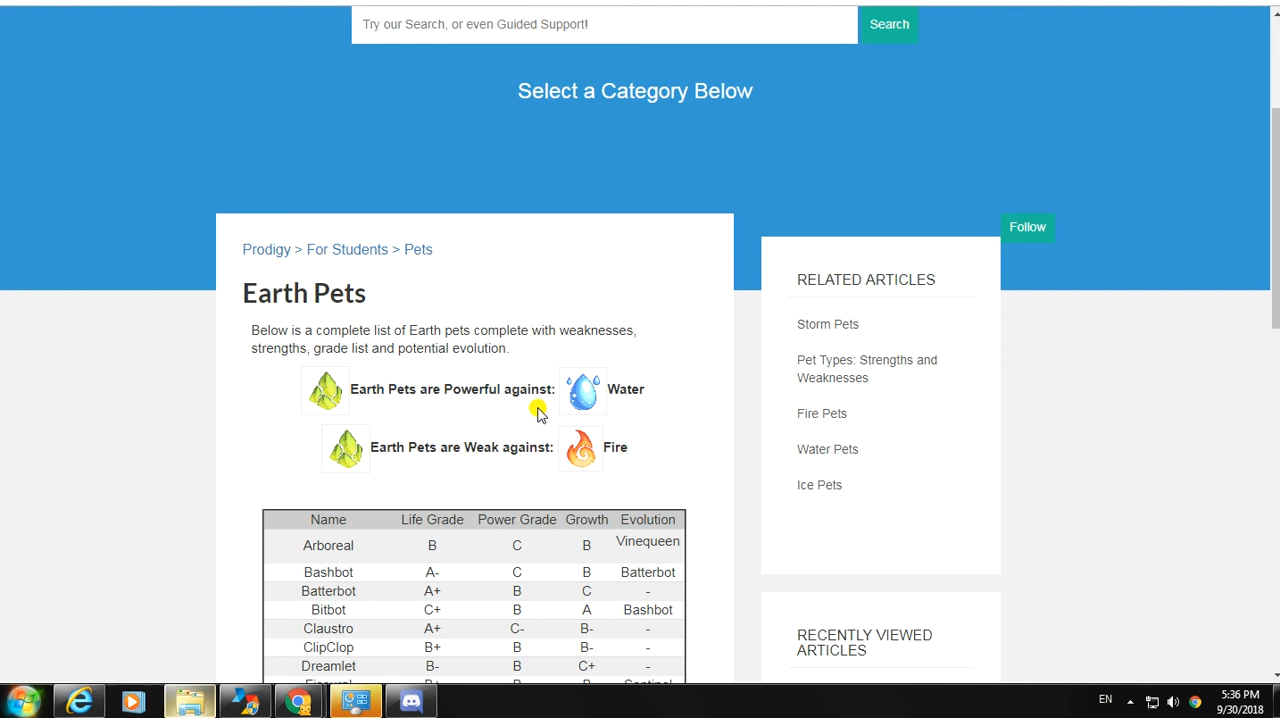 Try our Search, or even Guided Support!
Search
Select a Category Below
Follow
Prodigy > For Students > Pets
Earth Pets
Below is a complete list of Earth pets complete with weaknesses,
strengths, grade list and potential evolution.
Earth Pets are Powerful against: Water
Earth Pets are Weak against: Fire
Name Life Grade Power Grade Growth Evolution
Arboreal B C B Vinequeen
Bashbot A- C B Batterbot
Batterbot A+ B C -
Bitbot C+ B A Bashbot
Claustro A+ C- B- -
ClipClop B+ B B- -
Dreamlet B- B C+ -
RELATED ARTICLES
Storm Pets
Pet Types: Strengths and
Weaknesses
Fire Pets
Water Pets
Ice Pets
RECENTLY VIEWED
ARTICLES
EN
5:36 PM
9/30/2018